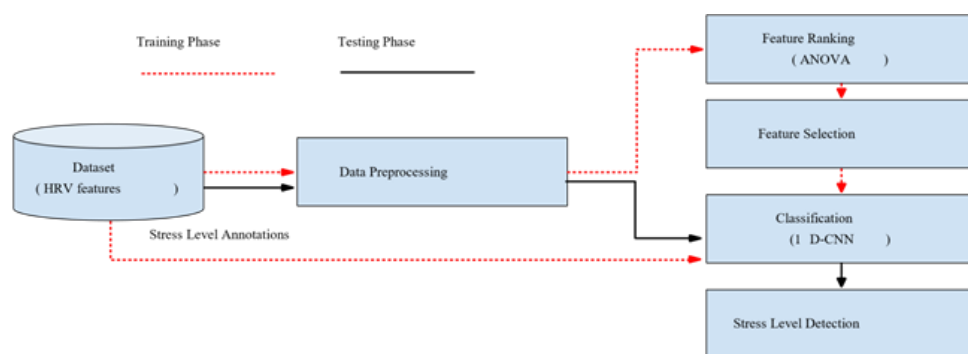 Training Phase
Testing Phase
Feature Ranking
( ANOVA )
Feature Selection
Dataset
( HRV features )
Data Preprocessing
Stress Level Annotations
Classification
(1 D-CNN )
Stress Level Detection